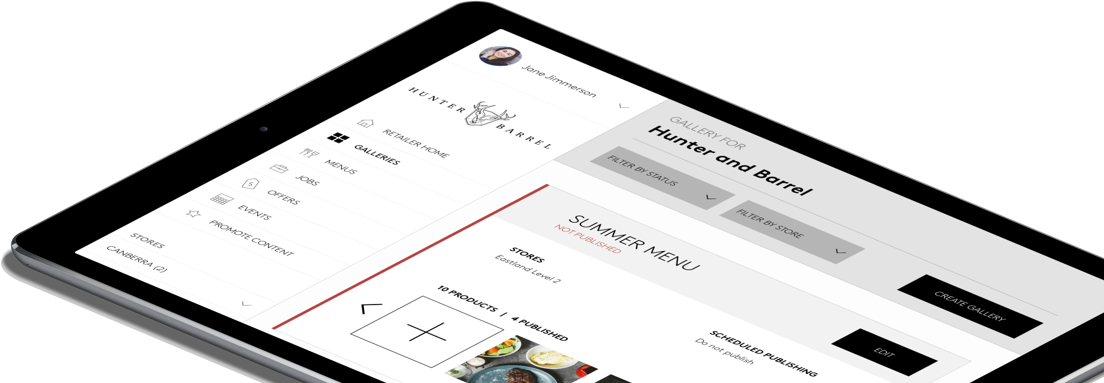 Jane Jimmerson
HUNTER BARREL
RETAILER HOME
GALLERIES
MENUS
JOBS
OFFERS
EVENTS
PROMOTE CONTENT
STORES
CANBERRA (2)
GALLERY FOR
Hunter and Barrel
FILTER BY STATUS
FILTER BY STORE
CREATE GALLERY
SUMMER MENU
NOT PUBLISHED
STORES
Eastland Level 2
10 PRODUCTS | 4 PUBLISHED
SCHEDULED PUBLISHING
Do not publish
EDIT